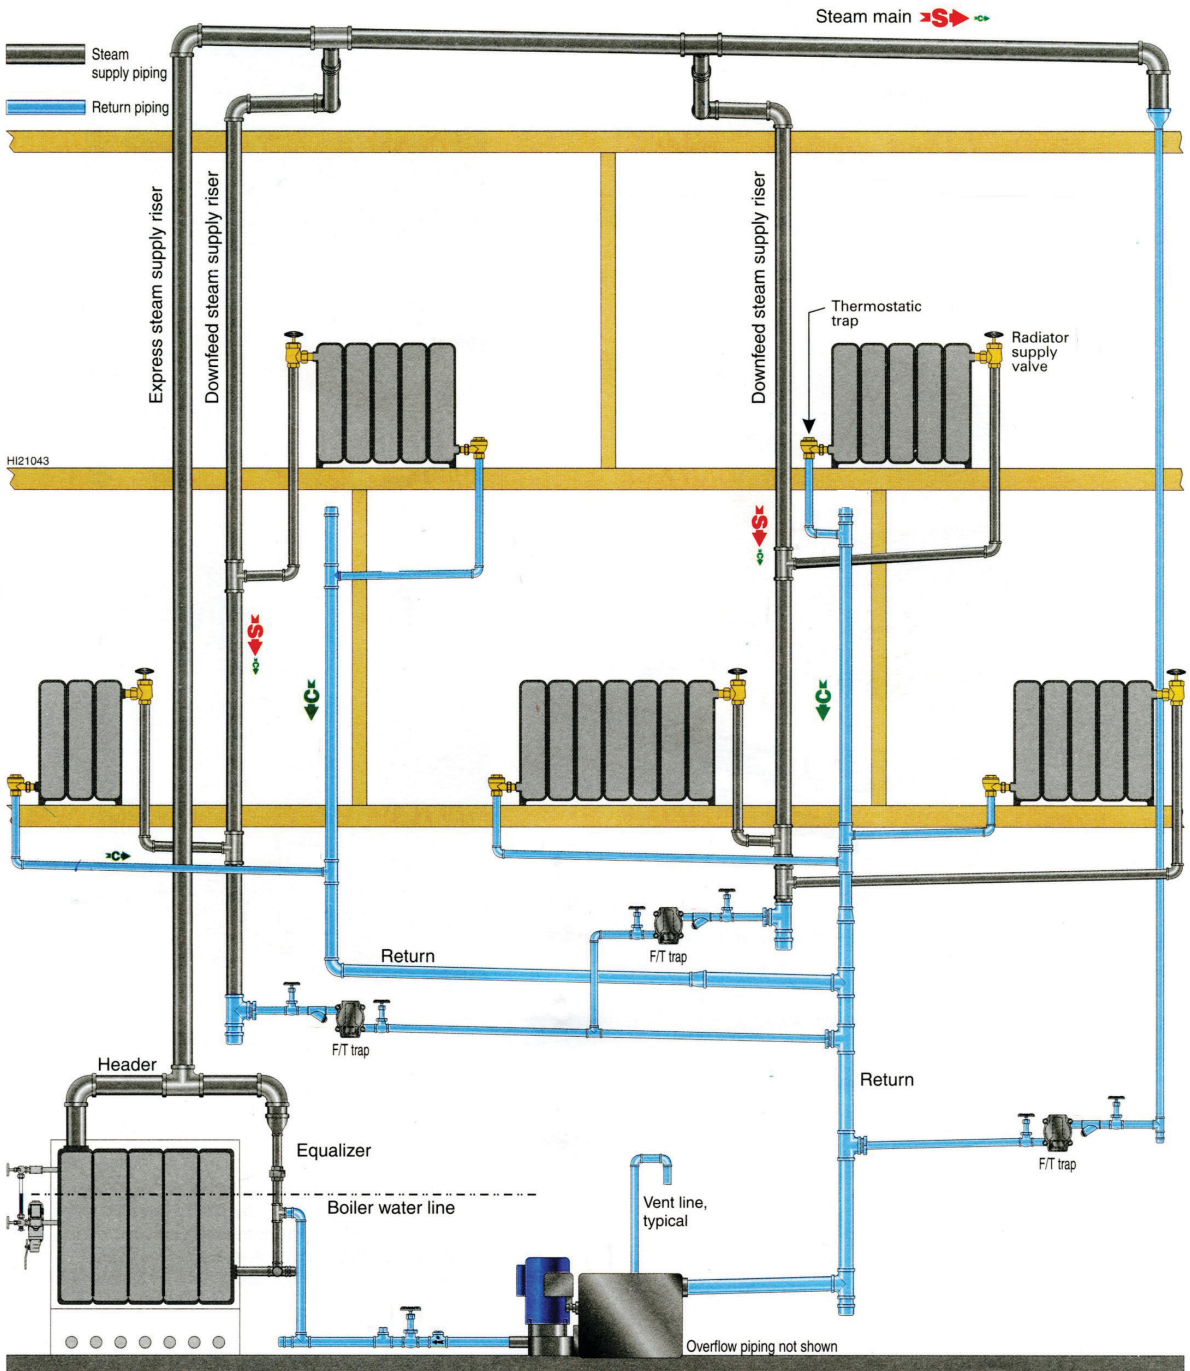 Steam main S c
Steam
supply piping
Return piping
Express steam supply riser
Downfeed steam supply riser
Downfeed steam supply riser
Thermostatic
trap
Radiator
supply
valve
HI21043
S
c
S
c
C
C
C
Return
F/T trap
F/T trap
Header
Return
Equalizer
F/T trap
Boiler water line
Vent line,
typical
Overflow piping not shown